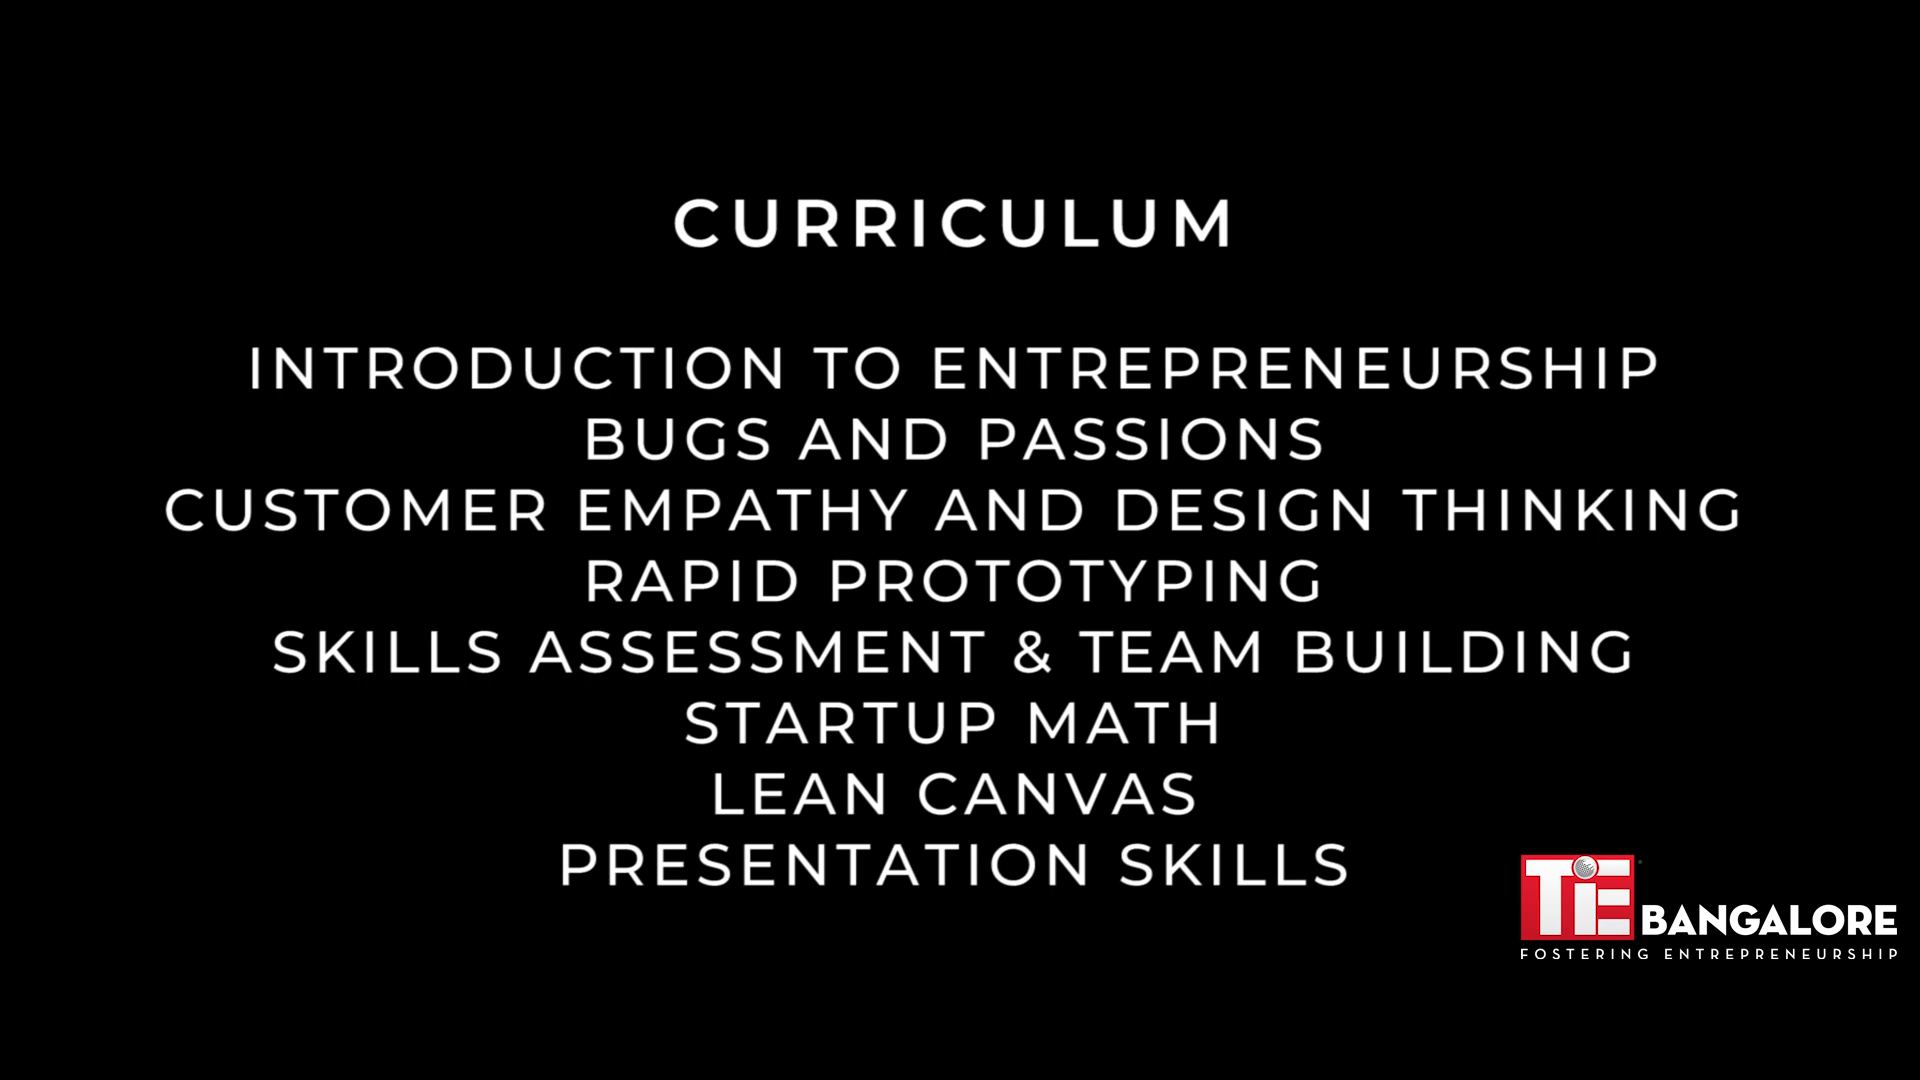 CURRICULUM
INTRODUCTION TO ENTREPRENEURSHIP
BUGS AND PASSIONS
CUSTOMER EMPATHY AND DESIGN THINKING
RAPID PROTOTYPING
SKILLS ASSESSMENT & TEAM BUILDING
STARTUP MATH
LEAN CANVAS
PRESENTATION SKILLS
TiE BANGALORE
FOSTERING ENTREPRENEURSHIP